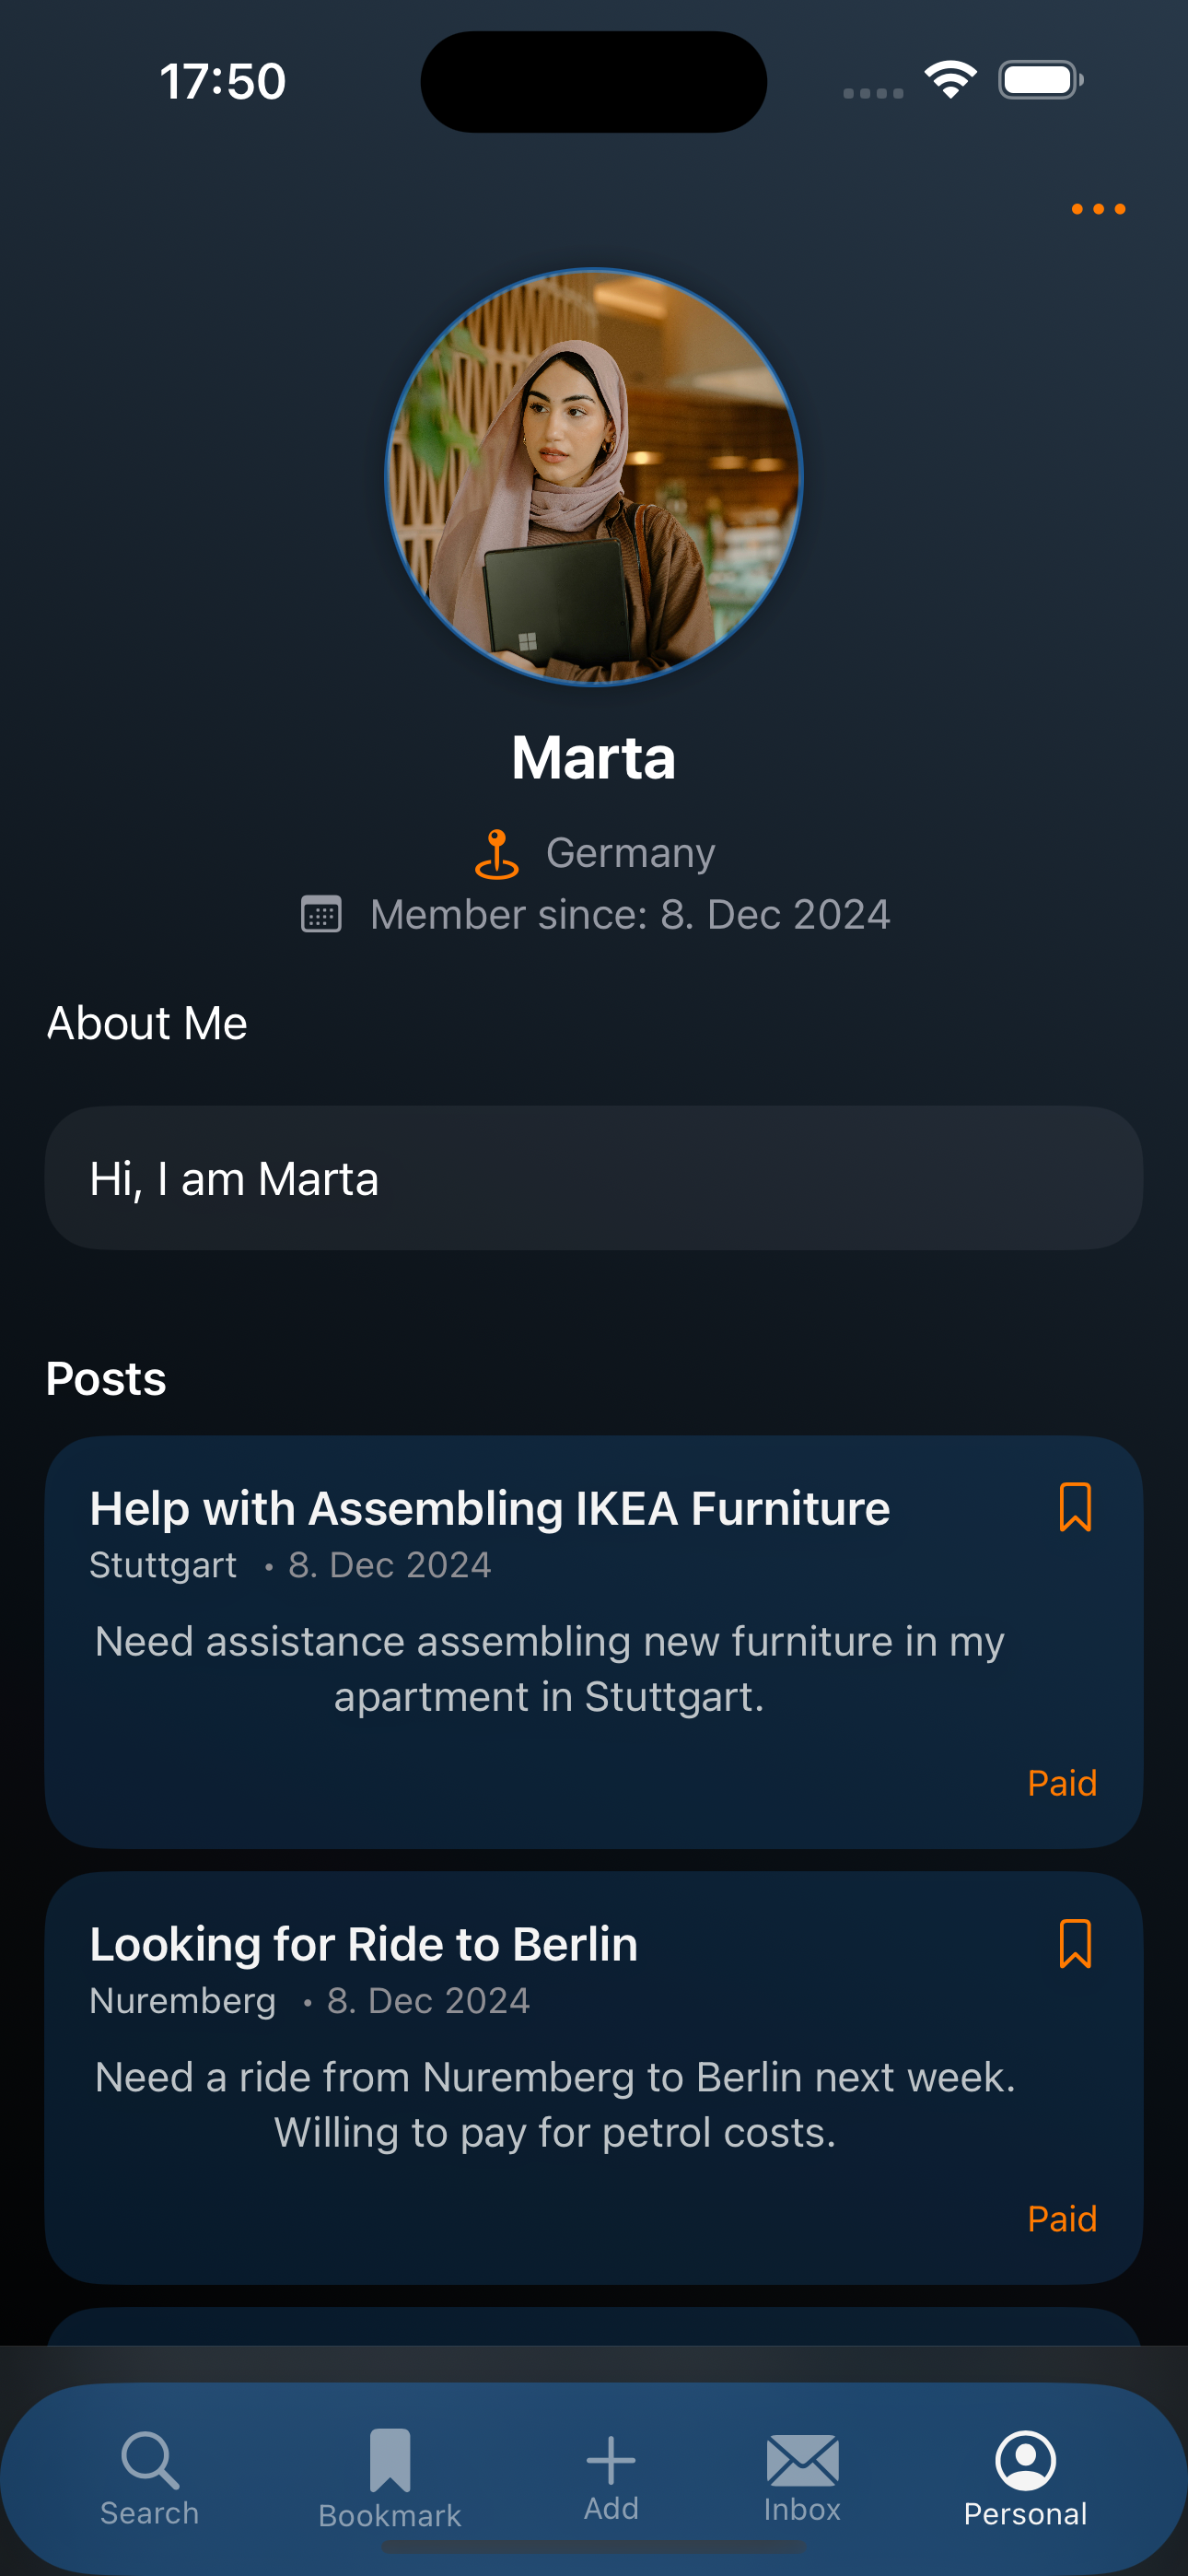 17:50
Marta
Germany
Member since: 8. Dec 2024
About Me
Hi, I am Marta
Posts
Help with Assembling IKEA Furniture
Stuttgart • 8. Dec 2024
Need assistance assembling new furniture in my
apartment in Stuttgart.
Paid
Looking for Ride to Berlin
Nuremberg • 8. Dec 2024
Need a ride from Nuremberg to Berlin next week.
Willing to pay for petrol costs.
Paid
Search Bookmark Add Inbox Personal